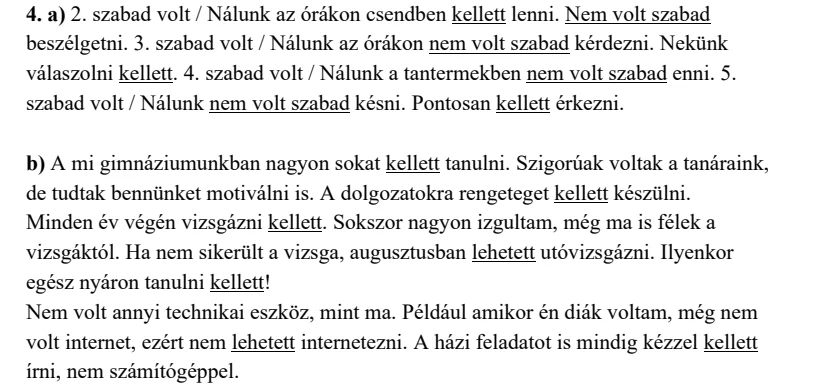 4. a) 2. szabad volt / Nálunk az órákon csendben kellett lenni. Nem volt szabad
beszélgetni. 3. szabad volt / Nálunk az órákon nem volt szabad kérdezni. Nekünk
válaszolni kellett. 4. szabad volt / Nálunk a tantermekben nem volt szabad enni. 5.
szabad volt / Nálunk nem volt szabad késni. Pontosan kellett érkezni.
b) A mi gimnáziumunkban nagyon sokat kellett tanulni. Szigorúak voltak a tanáraink,
de tudtak bennünket motiválni is. A dolgozatokra rengeteget kellett készülni.
Minden év végén vizsgázni kellett. Sokszor nagyon izgultam, még ma is félek a
vizsgáktól. Ha nem sikerült a vizsga, augusztusban lehetett utóvizsgázni. Ilyenkor
egész nyáron tanulni kellett!
Nem volt annyi technikai eszköz, mint ma. Például amikor én diák voltam, még nem
volt internet, ezért nem lehetett internetezni. A házi feladatot is mindig kézzel kellett
írni, nem számítógéppel.